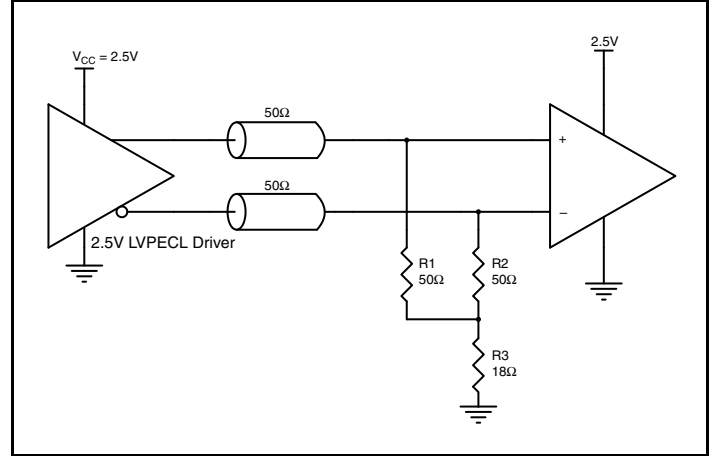 V_CC = 2.5V
2.5V
50Ω
+
50Ω
−
2.5V LVPECL Driver
R1
50Ω
R2
50Ω
R3
18Ω